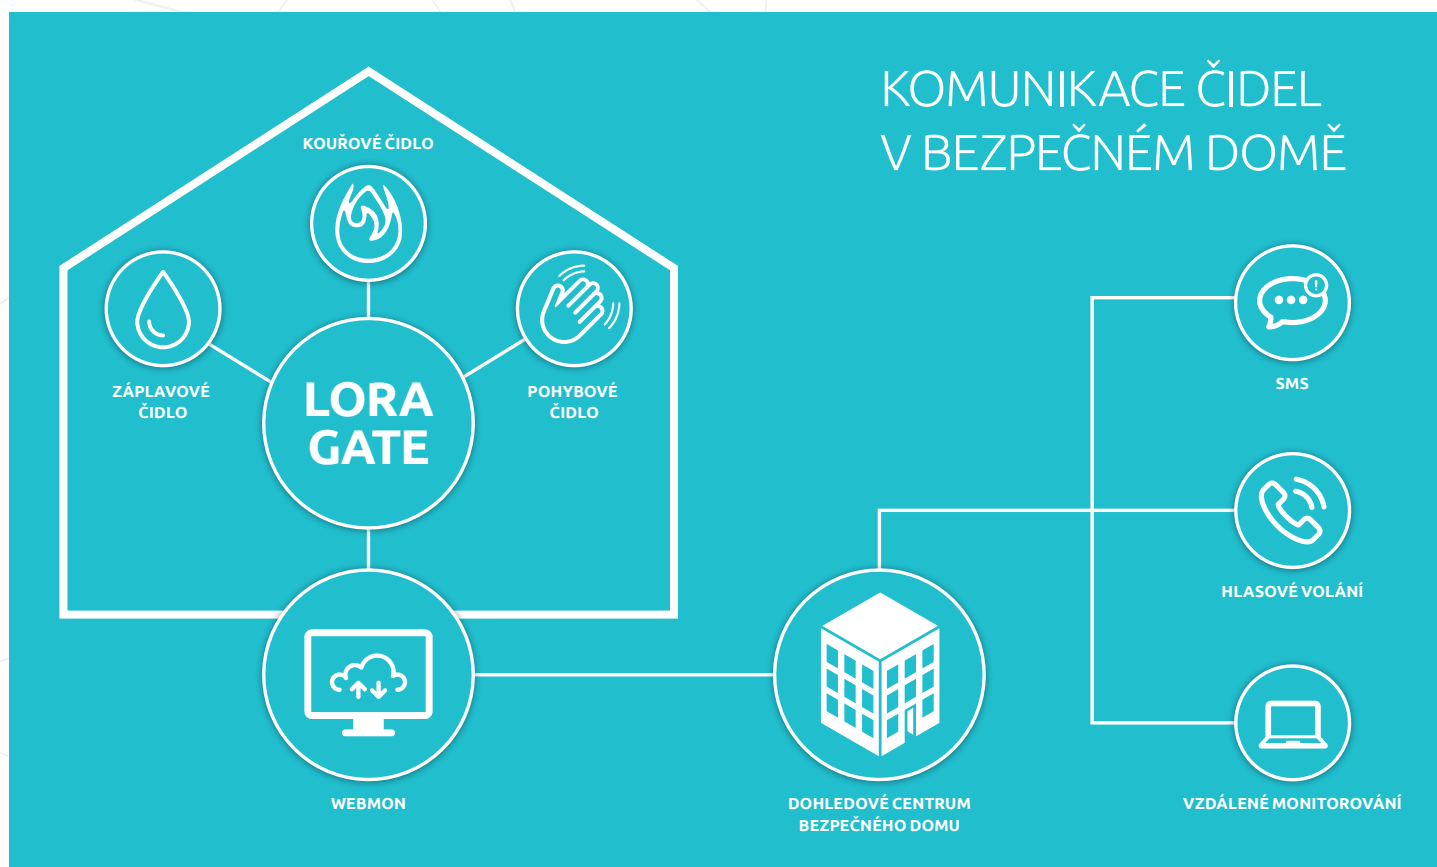 KOMUNIKACE ČIDEL
V BEZPEČNÉM DOMĚ
KOUŘOVÉ ČIDLO
ZÁPLAVOVÉ
ČIDLO
POHYBOVÉ
ČIDLO
LORA
GATE
WEBMON
DOHLEDOVÉ CENTRUM
BEZPEČNÉHO DOMU
!
SMS
HLASOVÉ VOLÁNÍ
VZDÁLENÉ MONITOROVÁNÍ